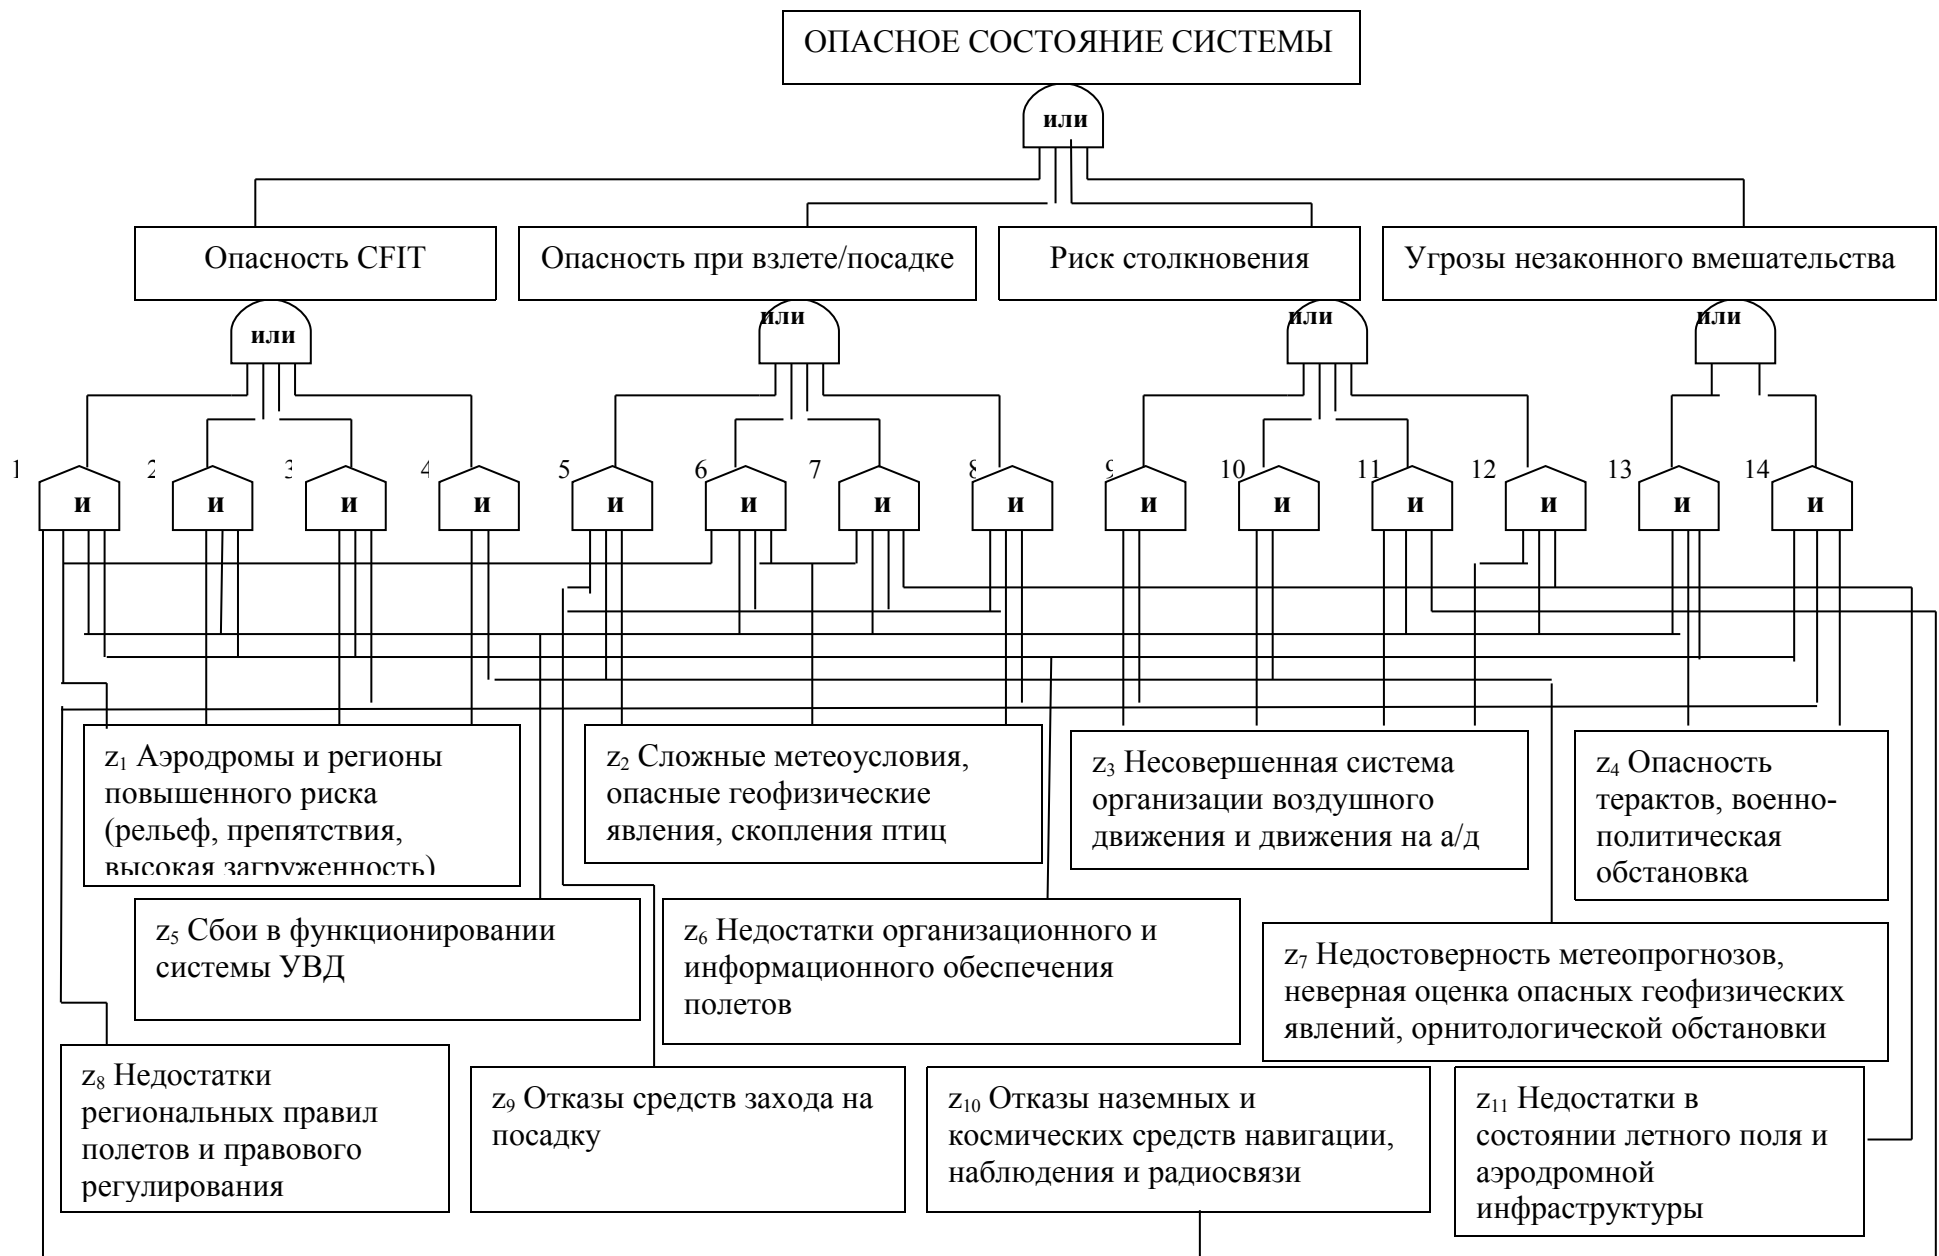 ОПАСНОЕ СОСТОЯНИЕ СИСТЕМЫ
или
Опасность CFIT
Опасность при взлете/посадке
Риск столкновения
Угрозы незаконного вмешательства
или
или
или
или
1
2
3
4
5
6
7
8
9
10
11
12
13
14
и
и
и
и
и
и
и
и
и
и
и
и
и
и
z₁ Аэродромы и регионы
повышенного риска
(рельеф, препятствия,
высокая загруженность)
z₂ Сложные метеоусловия,
опасные геофизические
явления, скопления птиц
z₃ Несовершенная система
организации воздушного
движения и движения на а/д
z₄ Опасность
терактов, военно-
политическая
обстановка
z₅ Сбои в функционировании
системы УВД
z₆ Недостатки организационного и
информационного обеспечения
полетов
z₇ Недостоверность метеопрогнозов,
неверная оценка опасных геофизических
явлений, орнитологической обстановки
z₈ Недостатки
региональных правил
полетов и правового
регулирования
z₉ Отказы средств захода на
посадку
z₁₀ Отказы наземных и
космических средств навигации,
наблюдения и радиосвязи
z₁₁ Недостатки в
состоянии летного поля и
аэродромной
инфраструктуры